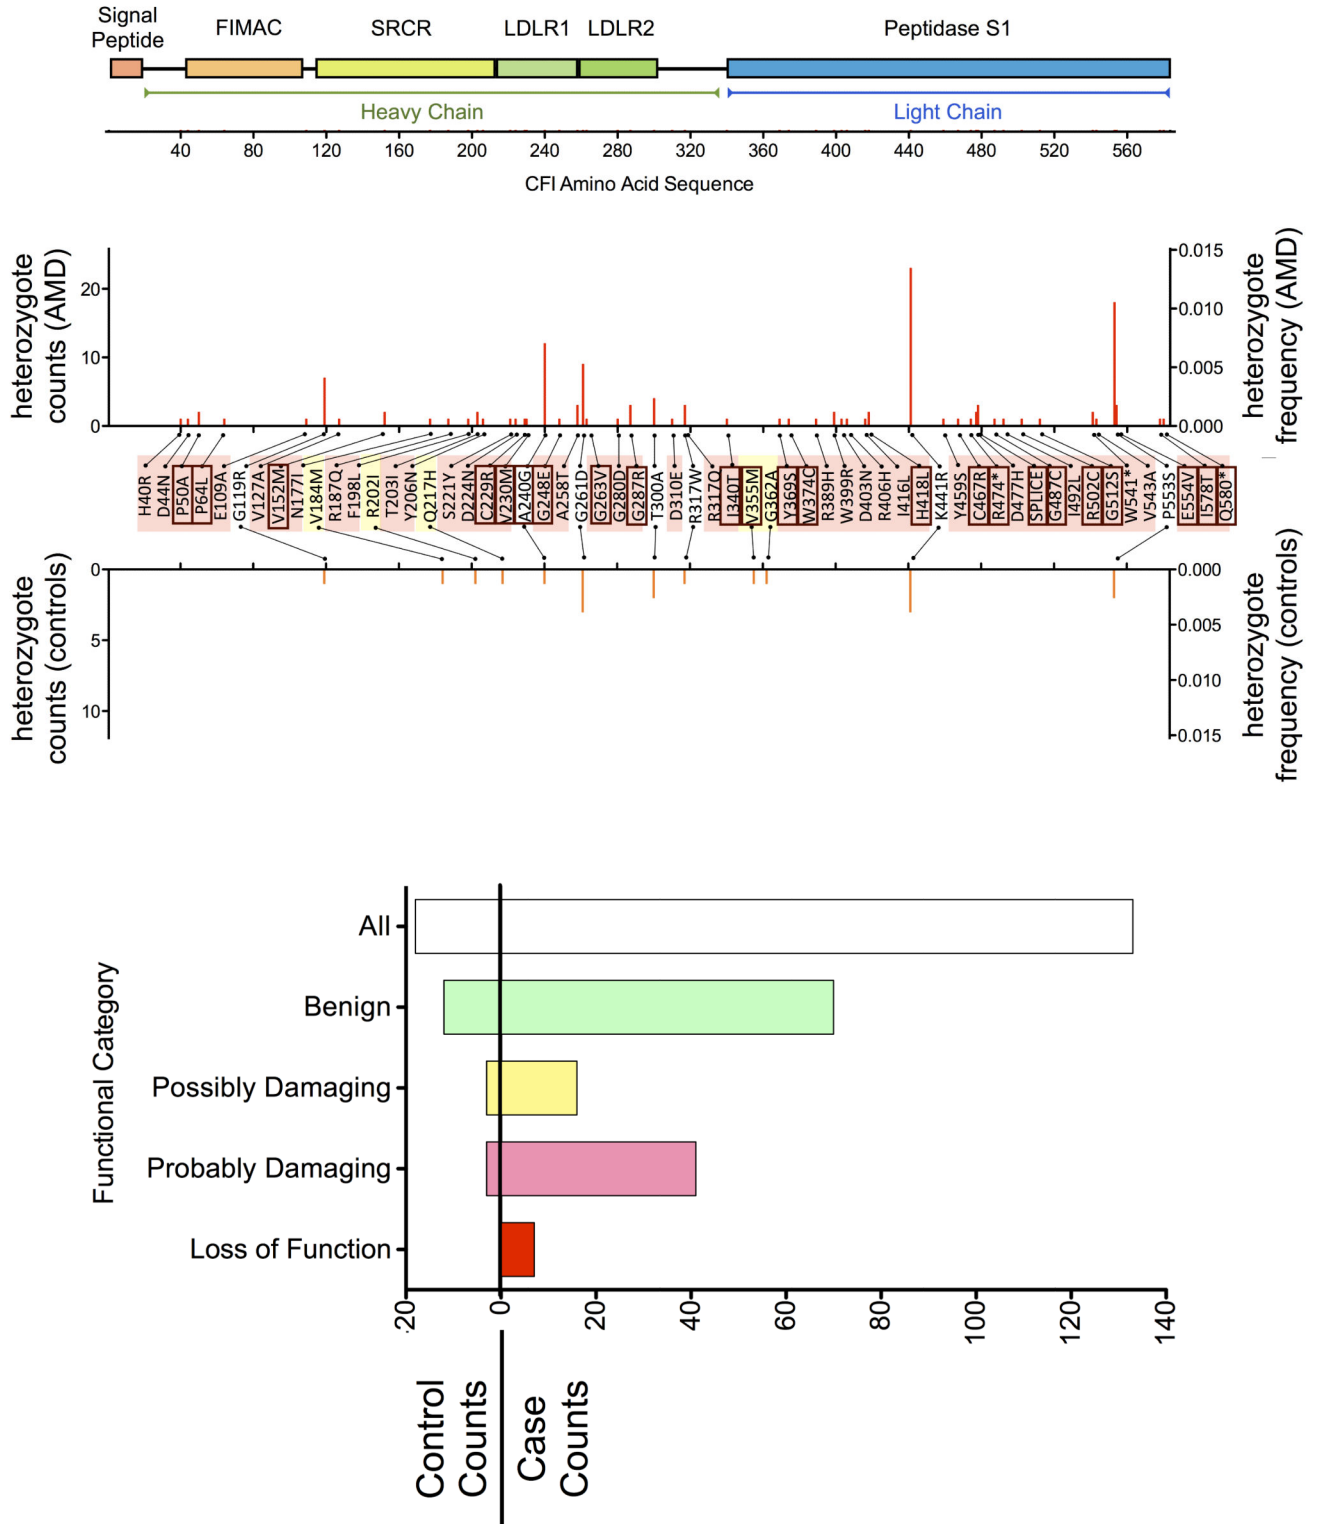 Signal
Peptide
FIMAC
SRCR
LDLR1
LDLR2
Peptidase S1
Heavy Chain
Light Chain
40 80 120 160 200 240 280 320 360 400 440 480 520 560
CFI Amino Acid Sequence
heterozygote
counts (AMD)
20
10
0
0.015
0.010
0.005
0.000
heterozygote
frequency (AMD)
H40R
D44N
P50A
P64L
E109A
G119R
V127A
V152M
N177I
V184M
R187Q
F198L
R202I
T203I
Y206N
Q217H
S221Y
D224N
C229R
V230M
A240G
G248E
A258T
G261D
G263V
G280D
G287R
T300A
D310E
R317W
R317Q
I340T
V355M
G362A
Y369S
W374C
R389H
W399R
D403N
R406H
I416L
H418L
K441R
Y459S
C467R
R474*
D477H
SPLICE
G487C
I492L
R502C
G512S
W541*
V543A
P553S
E554V
I578T
Q580*
heterozygote
counts (controls)
0
5
10
0.000
0.005
0.010
0.015
heterozygote
frequency (controls)
Functional Category
All
Benign
Possibly Damaging
Probably Damaging
Loss of Function
-20 0 20 40 60 80 100 120 140
Control
Counts
Case
Counts